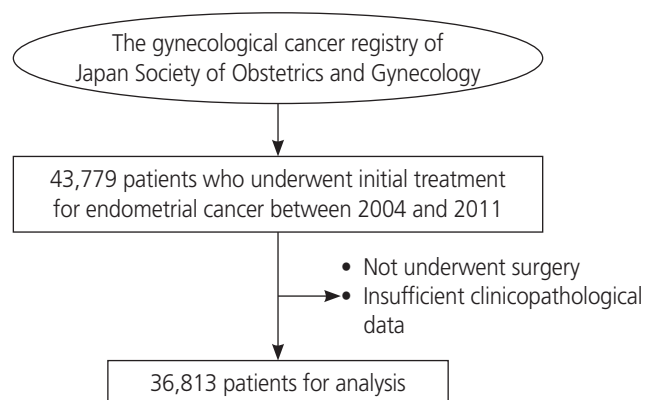 The gynecological cancer registry of
Japan Society of Obstetrics and Gynecology
43,779 patients who underwent initial treatment
for endometrial cancer between 2004 and 2011
• Not underwent surgery
• Insufficient clinicopathological
data
36,813 patients for analysis